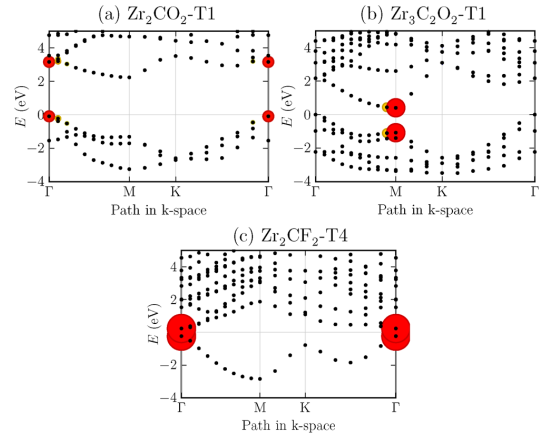 (a) Zr₂CO₂-T1
E (eV)
4
2
0
−2
−4
Γ M K Γ
Path in k-space
(b) Zr₃C₂O₂-T1
E (eV)
4
2
0
−2
−4
Γ M K Γ
Path in k-space
(c) Zr₂CF₂-T4
E (eV)
4
2
0
−2
−4
Γ M K Γ
Path in k-space